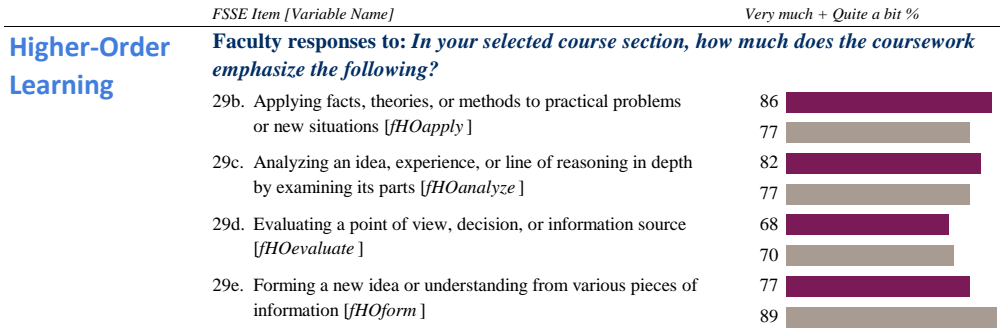 FSSE Item [Variable Name]
Very much + Quite a bit %
Higher-Order
Learning
Faculty responses to: In your selected course section, how much does the coursework
emphasize the following?
29b. Applying facts, theories, or methods to practical problems
or new situations [fHOapply ]
86
77
29c. Analyzing an idea, experience, or line of reasoning in depth
by examining its parts [fHOanalyze ]
82
77
29d. Evaluating a point of view, decision, or information source
[fHOevaluate ]
68
70
29e. Forming a new idea or understanding from various pieces of
information [fHOform ]
77
89